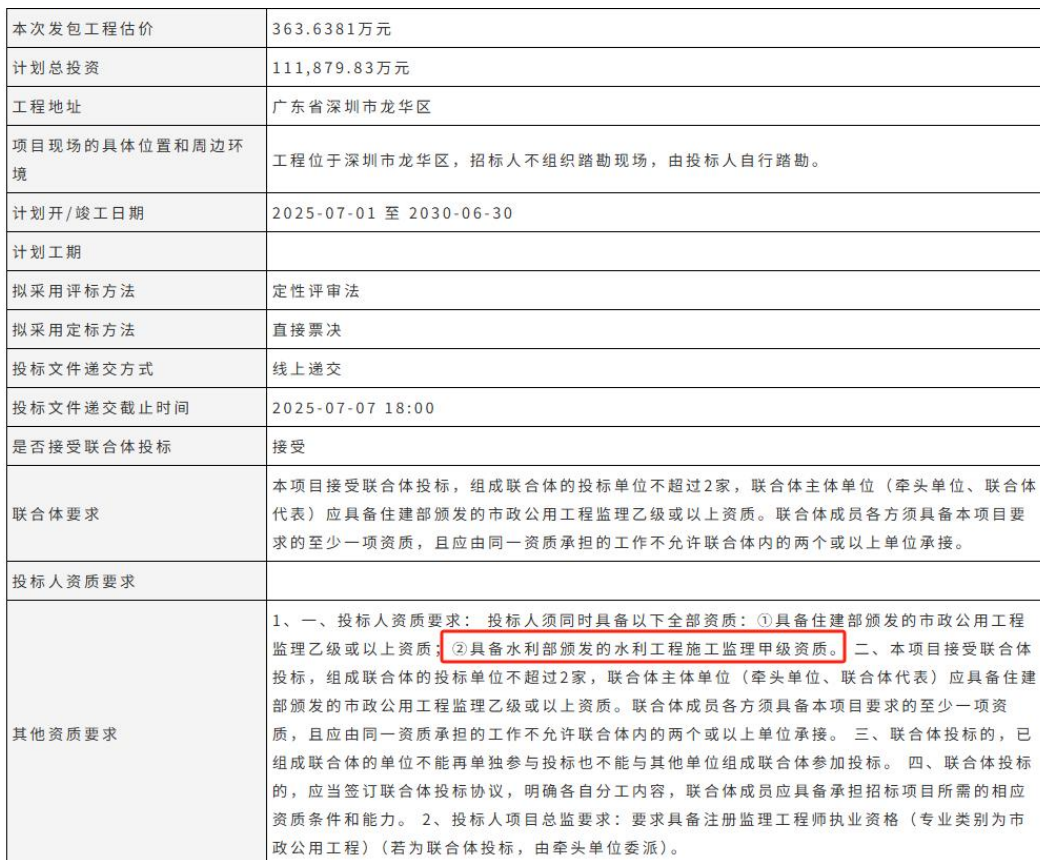 本次发包工程估价
363.6381万元
计划总投资
111,879.83万元
工程地址
广东省深圳市龙华区
项目现场的具体位置和周边环
境
工程位于深圳市龙华区，招标人不组织踏勘现场，由投标人自行踏勘。
计划开/竣工日期
2025-07-01 至 2030-06-30
计划工期
拟采用评标方法
定性评审法
拟采用定标方法
直接票决
投标文件递交方式
线上递交
投标文件递交截止时间
2025-07-07 18:00
是否接受联合体投标
接受
联合体要求
本项目接受联合体投标，组成联合体的投标单位不超过2家，联合体主体单位（牵头单位、联合体
代表）应具备住建部颁发的市政公用工程监理乙级或以上资质。联合体成员各方须具备本项目要
求的至少一项资质，且应由同一资质承担的工作不允许联合体内的两个或以上单位承接。
投标人资质要求
其他资质要求
1、一、投标人资质要求： 投标人须同时具备以下全部资质：①具备住建部颁发的市政公用工程
监理乙级或以上资质；②具备水利部颁发的水利工程施工监理甲级资质。 二、本项目接受联合体
投标，组成联合体的投标单位不超过2家，联合体主体单位（牵头单位、联合体代表）应具备住建
部颁发的市政公用工程监理乙级或以上资质。联合体成员各方须具备本项目要求的至少一项资
质，且应由同一资质承担的工作不允许联合体内的两个或以上单位承接。 三、联合体投标的，已
组成联合体的单位不能再单独参与投标也不能与其他单位组成联合体参加投标。 四、联合体投标
的，应当签订联合体投标协议，明确各自分工内容，联合体成员应具备承担招标项目所需的相应
资质条件和能力。 2、投标人项目总监要求：要求具备注册监理工程师执业资格（专业类别为市
政公用工程）（若为联合体投标，由牵头单位委派）。